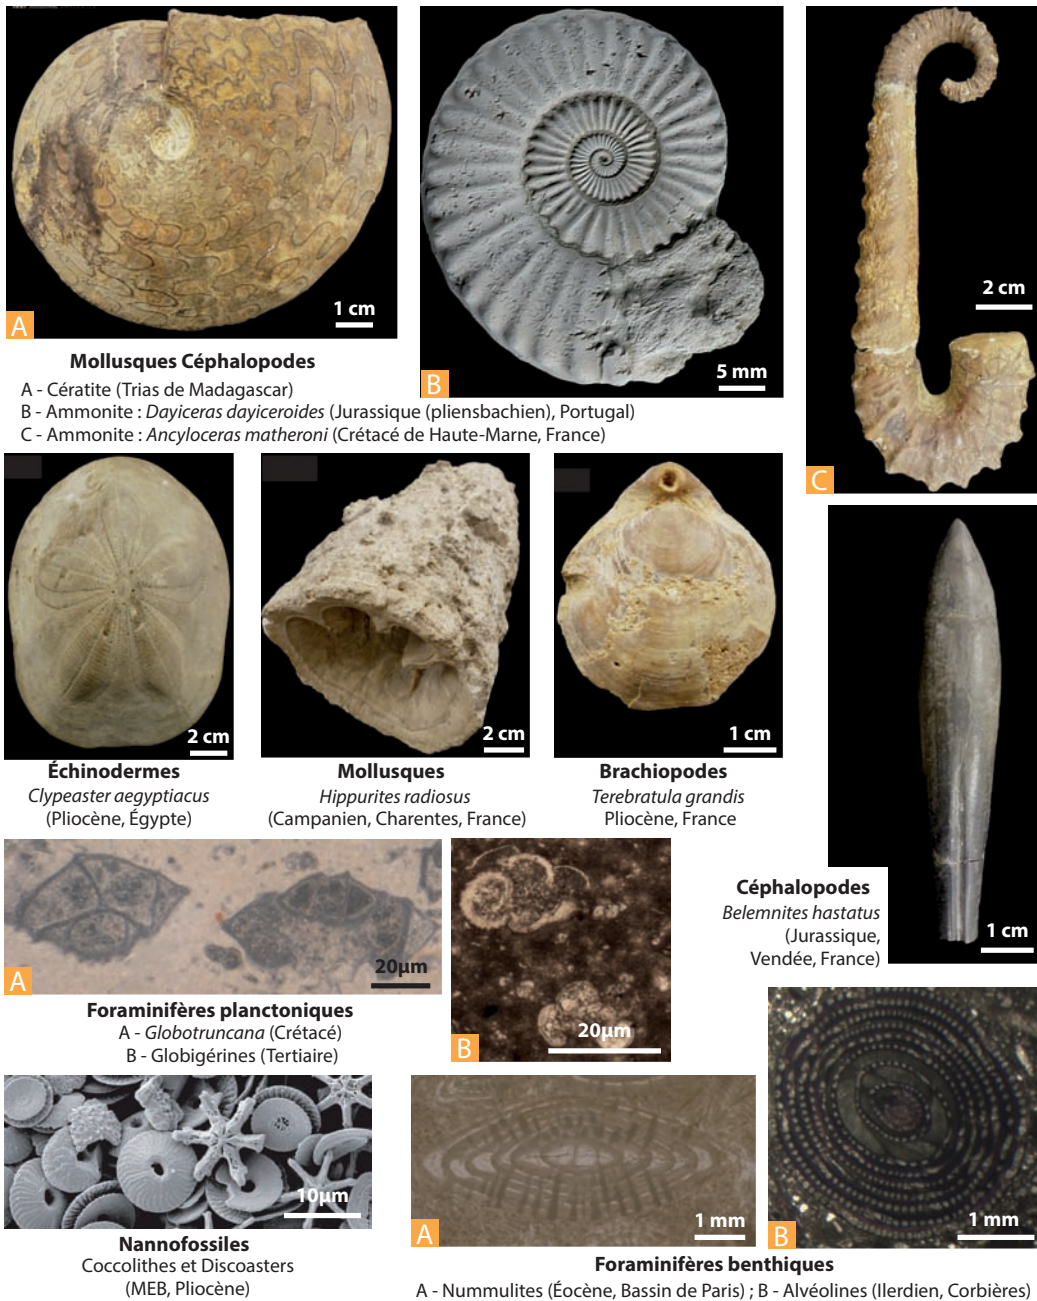 1 cm
A
5 mm
B
2 cm
C
Mollusques Céphalopodes
A - Cératite (Trias de Madagascar)
B - Ammonite : Dayiceras dayiceroides (Jurassique (pliensbachien), Portugal)
C - Ammonite : Ancyloceras matheroni (Crétacé de Haute-Marne, France)
2 cm
Échinodermes
Clypeaster aegyptiacus
(Pliocène, Égypte)
2 cm
Mollusques
Hippurites radiosus
(Campanien, Charentes, France)
1 cm
Brachiopodes
Terebratula grandis
Pliocène, France
Céphalopodes
Belemnites hastatus
(Jurassique,
Vendée, France)
1 cm
A
20µm
B
20µm
Foraminifères planctoniques
A - Globotruncana (Crétacé)
B - Globigérines (Tertiaire)
10µm
Nannofossiles
Coccolithes et Discoasters
(MEB, Pliocène)
A
1 mm
B
1 mm
Foraminifères benthiques
A - Nummulites (Éocène, Bassin de Paris) ; B - Alvéolines (Ilerdien, Corbières)